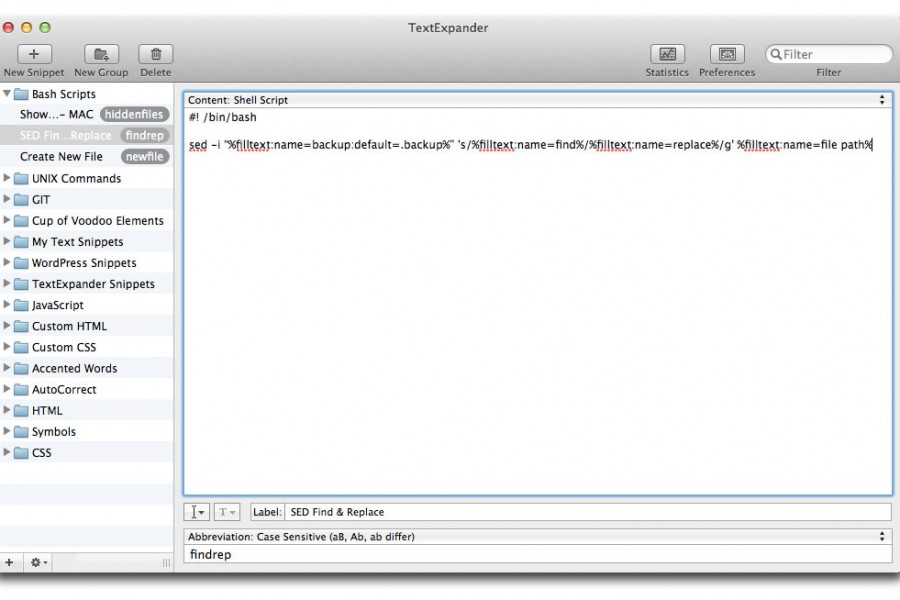 TextExpander
New Snippet New Group Delete Statistics Preferences Filter
Filter
Bash Scripts
Show...- MAC hiddenfiles
SED Fin...Replace findrep
Create New File newfile
UNIX Commands
GIT
Cup of Voodoo Elements
My Text Snippets
WordPress Snippets
TextExpander Snippets
JavaScript
Custom HTML
Custom CSS
Accented Words
AutoCorrect
HTML
Symbols
CSS
Content: Shell Script
#! /bin/bash
sed -i "%filltext:name=backup:default=.backup%" 's/%filltext:name=find%/%filltext:name=replace%/g' %filltext:name=file path%
Label: SED Find & Replace
Abbreviation: Case Sensitive (aB, Ab, ab differ)
findrep